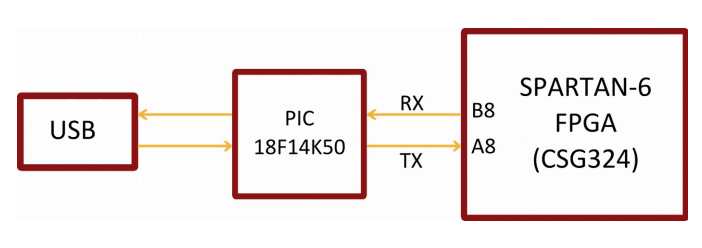 USB
PIC
18F14K50
RX
TX
B8
A8
SPARTAN-6
FPGA
(CSG324)